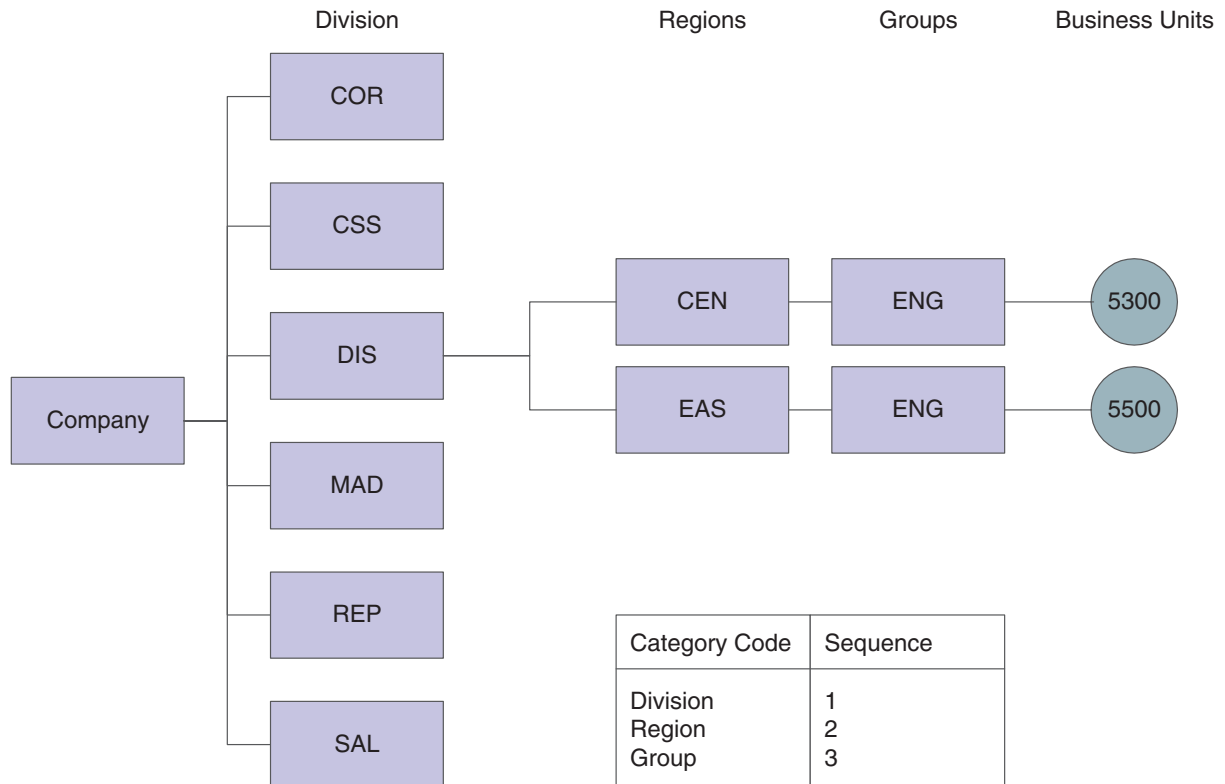 Division Regions Groups Business Units
COR
CSS
CEN ENG 5300
DIS
Company
EAS ENG 5500
MAD
REP
SAL
Category Code Sequence
Division 1
Region 2
Group 3